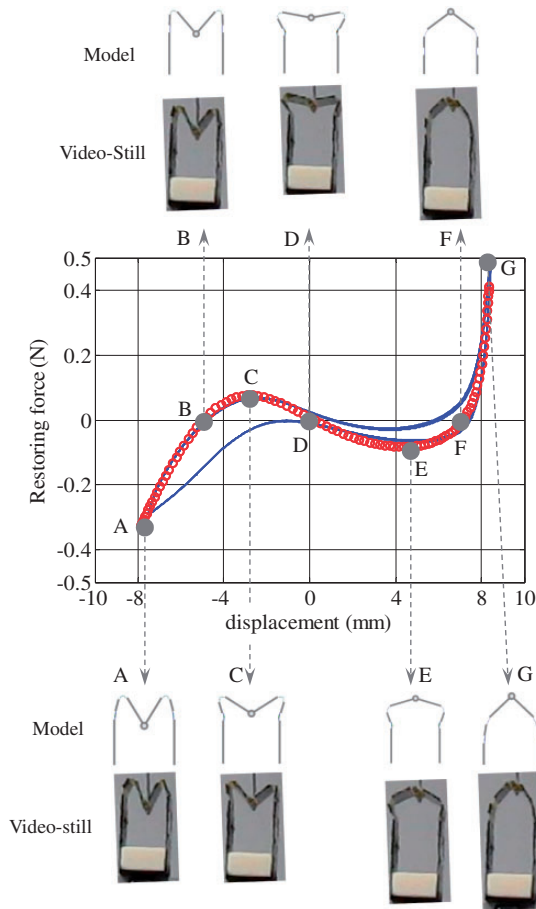 Model
Video-Still
B
D
F
0.5
0.4
0.2
0
-0.2
-0.4
-0.5
Restoring force (N)
A
B
C
D
E
F
G
-10
-8
-4
0
4
8
10
displacement (mm)
A
C
E
G
Model
Video-still